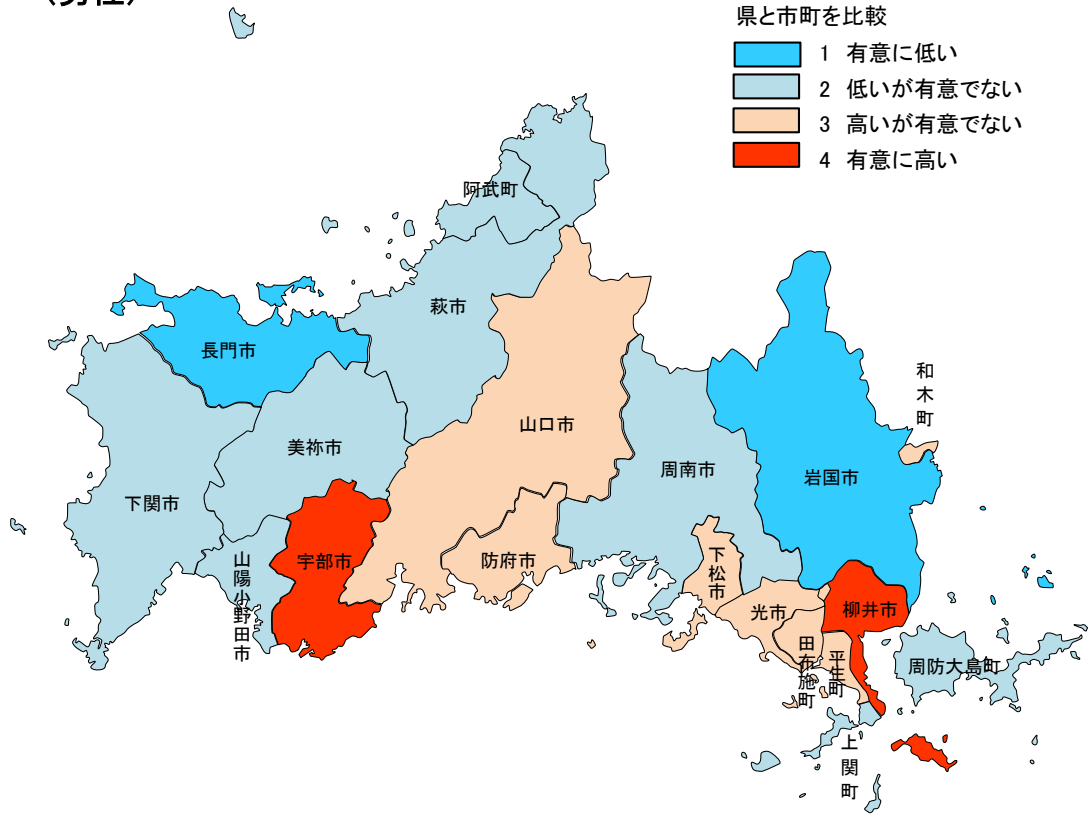 (男性)
県と市町を比較
1 有意に低い
2 低いが有意でない
3 高いが有意でない
4 有意に高い
阿武町
萩市
長門市
和木町
山口市
美祢市
周南市
岩国市
下関市
宇部市
防府市
山陽小野田市
下松市
光市
柳井市
田布施町
平生町
周防大島町
上関町